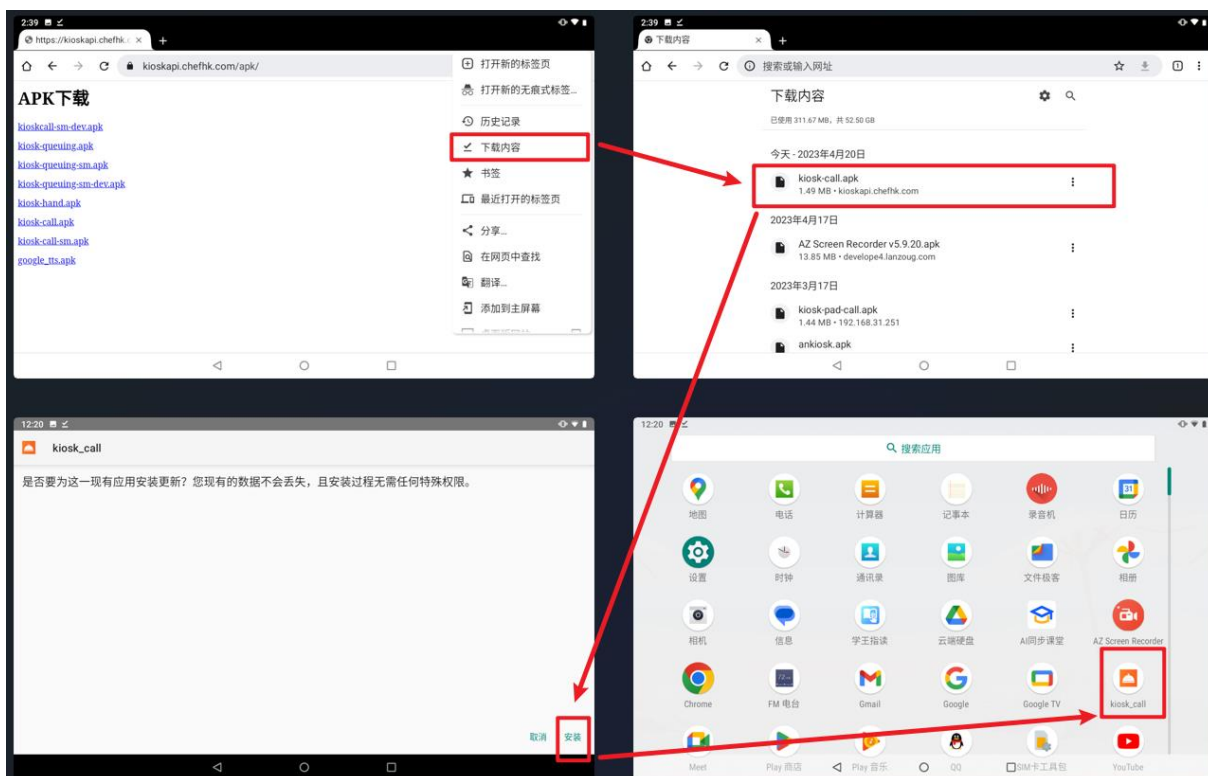 2:39
https://kioskapi.chefhk.c
kioskapi.chefhk.com/apk/
APK下载
kioskcall-sm-dev.apk
kiosk-queuing.apk
kiosk-queuing-sm.apk
kiosk-queuing-sm-dev.apk
kiosk-hand.apk
kiosk-call.apk
kiosk-call-sm.apk
google_tts.apk
打开新的标签页
打开新的无痕式标签...
历史记录
下载内容
书签
最近打开的标签页
分享...
在网页中查找
翻译...
添加到主屏幕
2:39
下载内容
搜索或输入网址
下载内容
已使用 311.67 MB，共 52.50 GB
今天 - 2023年4月20日
kiosk-call.apk
1.49 MB • kioskapi.chefhk.com
2023年4月17日
AZ Screen Recorder v5.9.20.apk
13.85 MB • develope4.lanzoug.com
2023年3月17日
kiosk-pad-call.apk
1.44 MB • 192.168.31.251
ankiosk.apk
12:20
kiosk_call
是否要为这一现有应用安装更新？您现有的数据不会丢失，且安装过程无需任何特殊权限。
取消 安装
12:20
搜索应用
地图 电话 计算器 记事本 录音机 日历
设置 时钟 通讯录 图库 文件极客 相册
相机 信息 学王指读 云端硬盘 AI同步课堂 AZ Screen Recorder
Chrome FM 电台 Gmail Google Google TV kiosk_call
Meet Play 商店 Play 音乐 QQ SIM卡工具包 YouTube